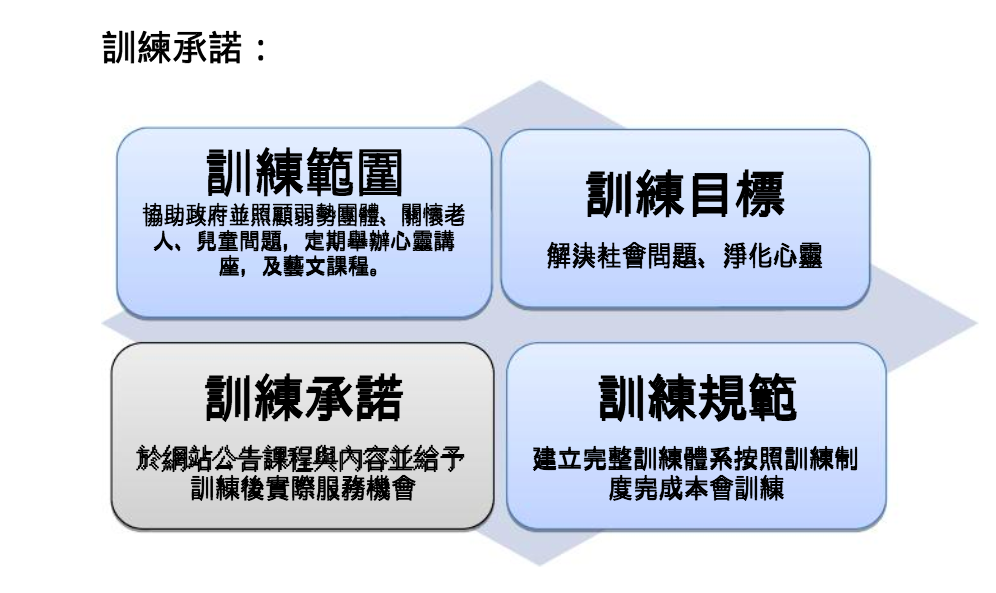 訓練承諾：
訓練範圍
協助政府並照顧弱勢團體、關懷老
人、兒童問題，定期舉辦心靈講
座，及藝文課程。
訓練目標
解決社會問題、淨化心靈
訓練承諾
於網站公告課程與內容並給予
訓練後實際服務機會
訓練規範
建立完整訓練體系按照訓練制
度完成本會訓練